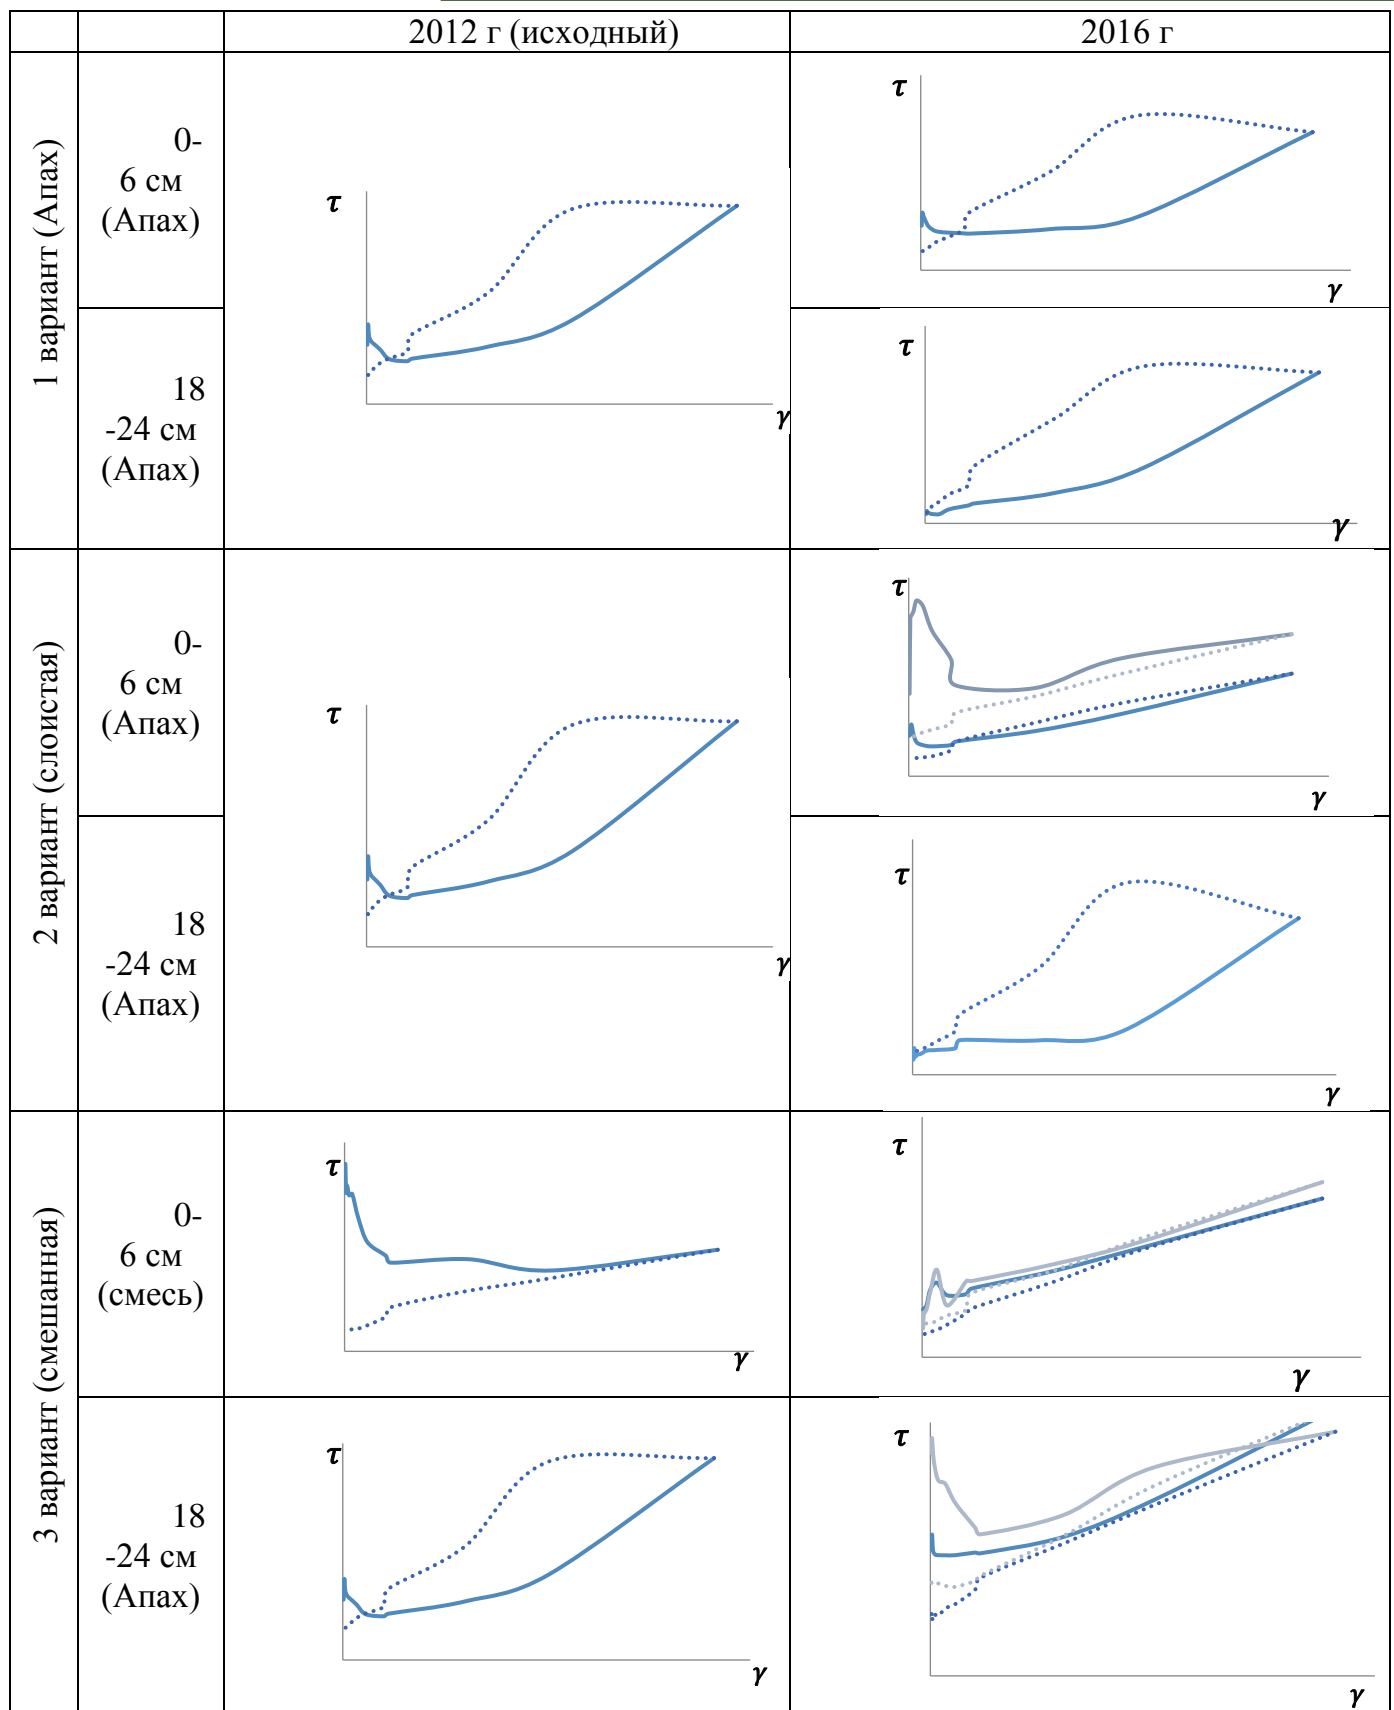 2012 г (исходный)
2016 г
1 вариант (Апах)
0-
6 см
(Апах)
τ
γ
τ
γ
18
-24 см
(Апах)
τ
γ
2 вариант (слоистая)
0-
6 см
(Апах)
τ
γ
τ
γ
18
-24 см
(Апах)
τ
γ
3 вариант (смешанная)
0-
6 см
(смесь)
τ
γ
τ
γ
18
-24 см
(Апах)
τ
γ
τ
γ